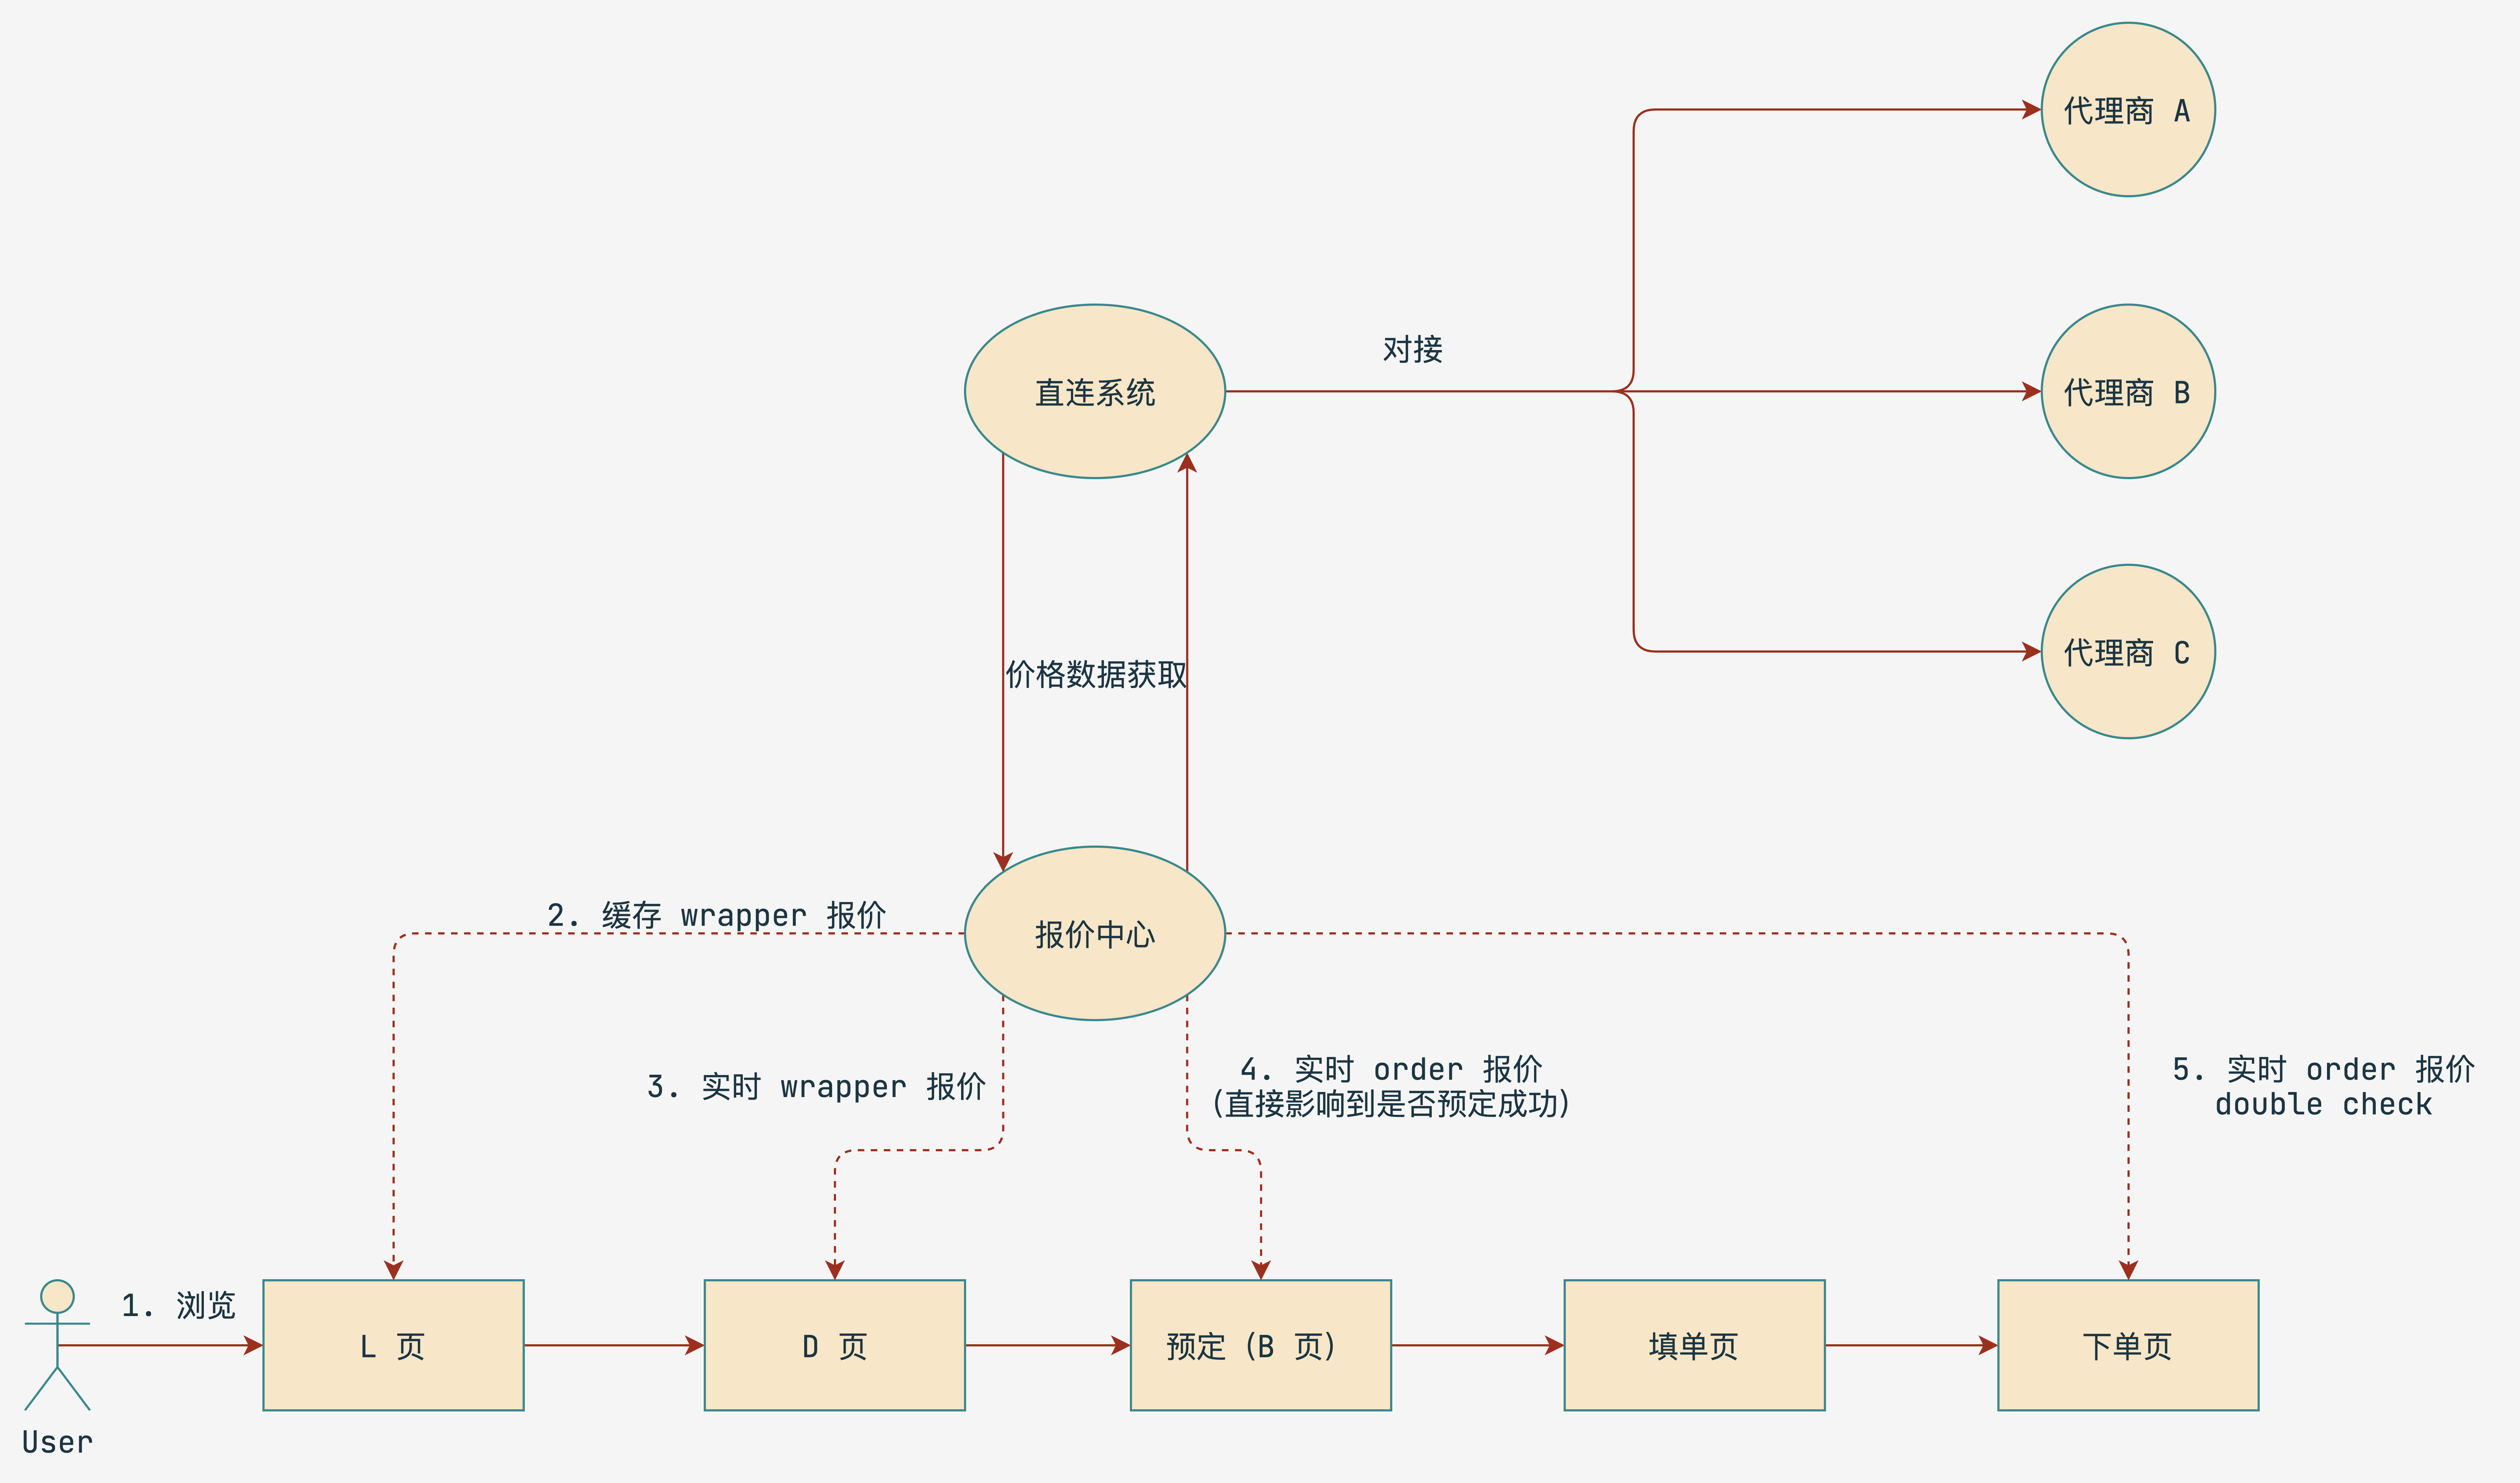 代理商 A
直连系统
对接
代理商 B
代理商 C
价格数据获取
2. 缓存 wrapper 报价
报价中心
3. 实时 wrapper 报价
4. 实时 order 报价
(直接影响到是否预定成功)
5. 实时 order 报价
double check
1. 浏览
User
L 页
D 页
预定（B 页）
填单页
下单页